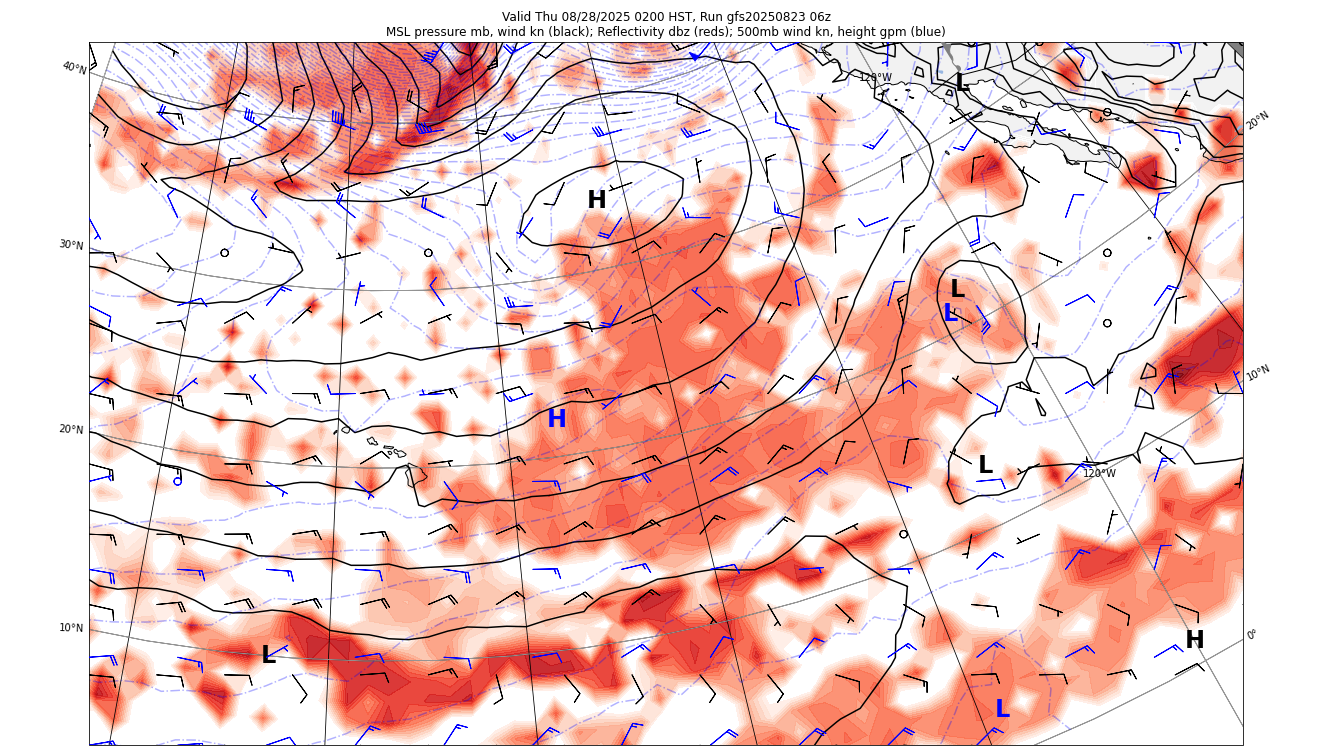 Valid Thu 08/28/2025 0200 HST, Run gfs20250823 06z
MSL pressure mb, wind kn (black); Reflectivity dbz (reds); 500mb wind kn, height gpm (blue)
40°N
120°W
L
20°N
H
30°N
L
L
10°N
H
20°N
L
120°W
10°N
0°
H
L
L